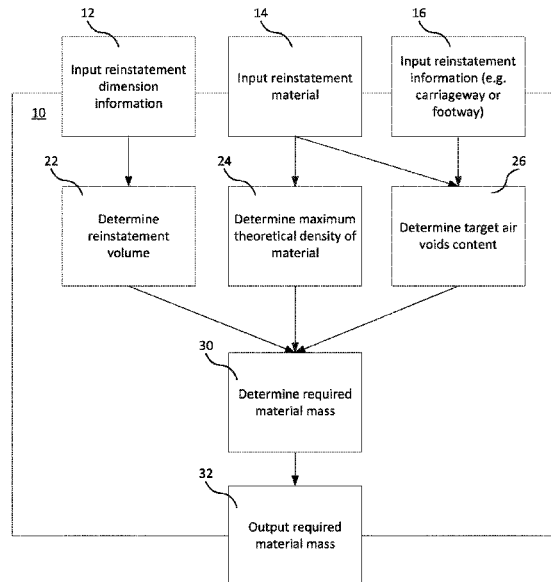 12
14
16
Input reinstatement
dimension
information
Input reinstatement
material
Input reinstatement
information (e.g.
carriageway or
footway)
10
22
24
26
Determine
reinstatement
volume
Determine maximum
theoretical density of
material
Determine target air
voids content
30
Determine required
material mass
32
Output required
material mass